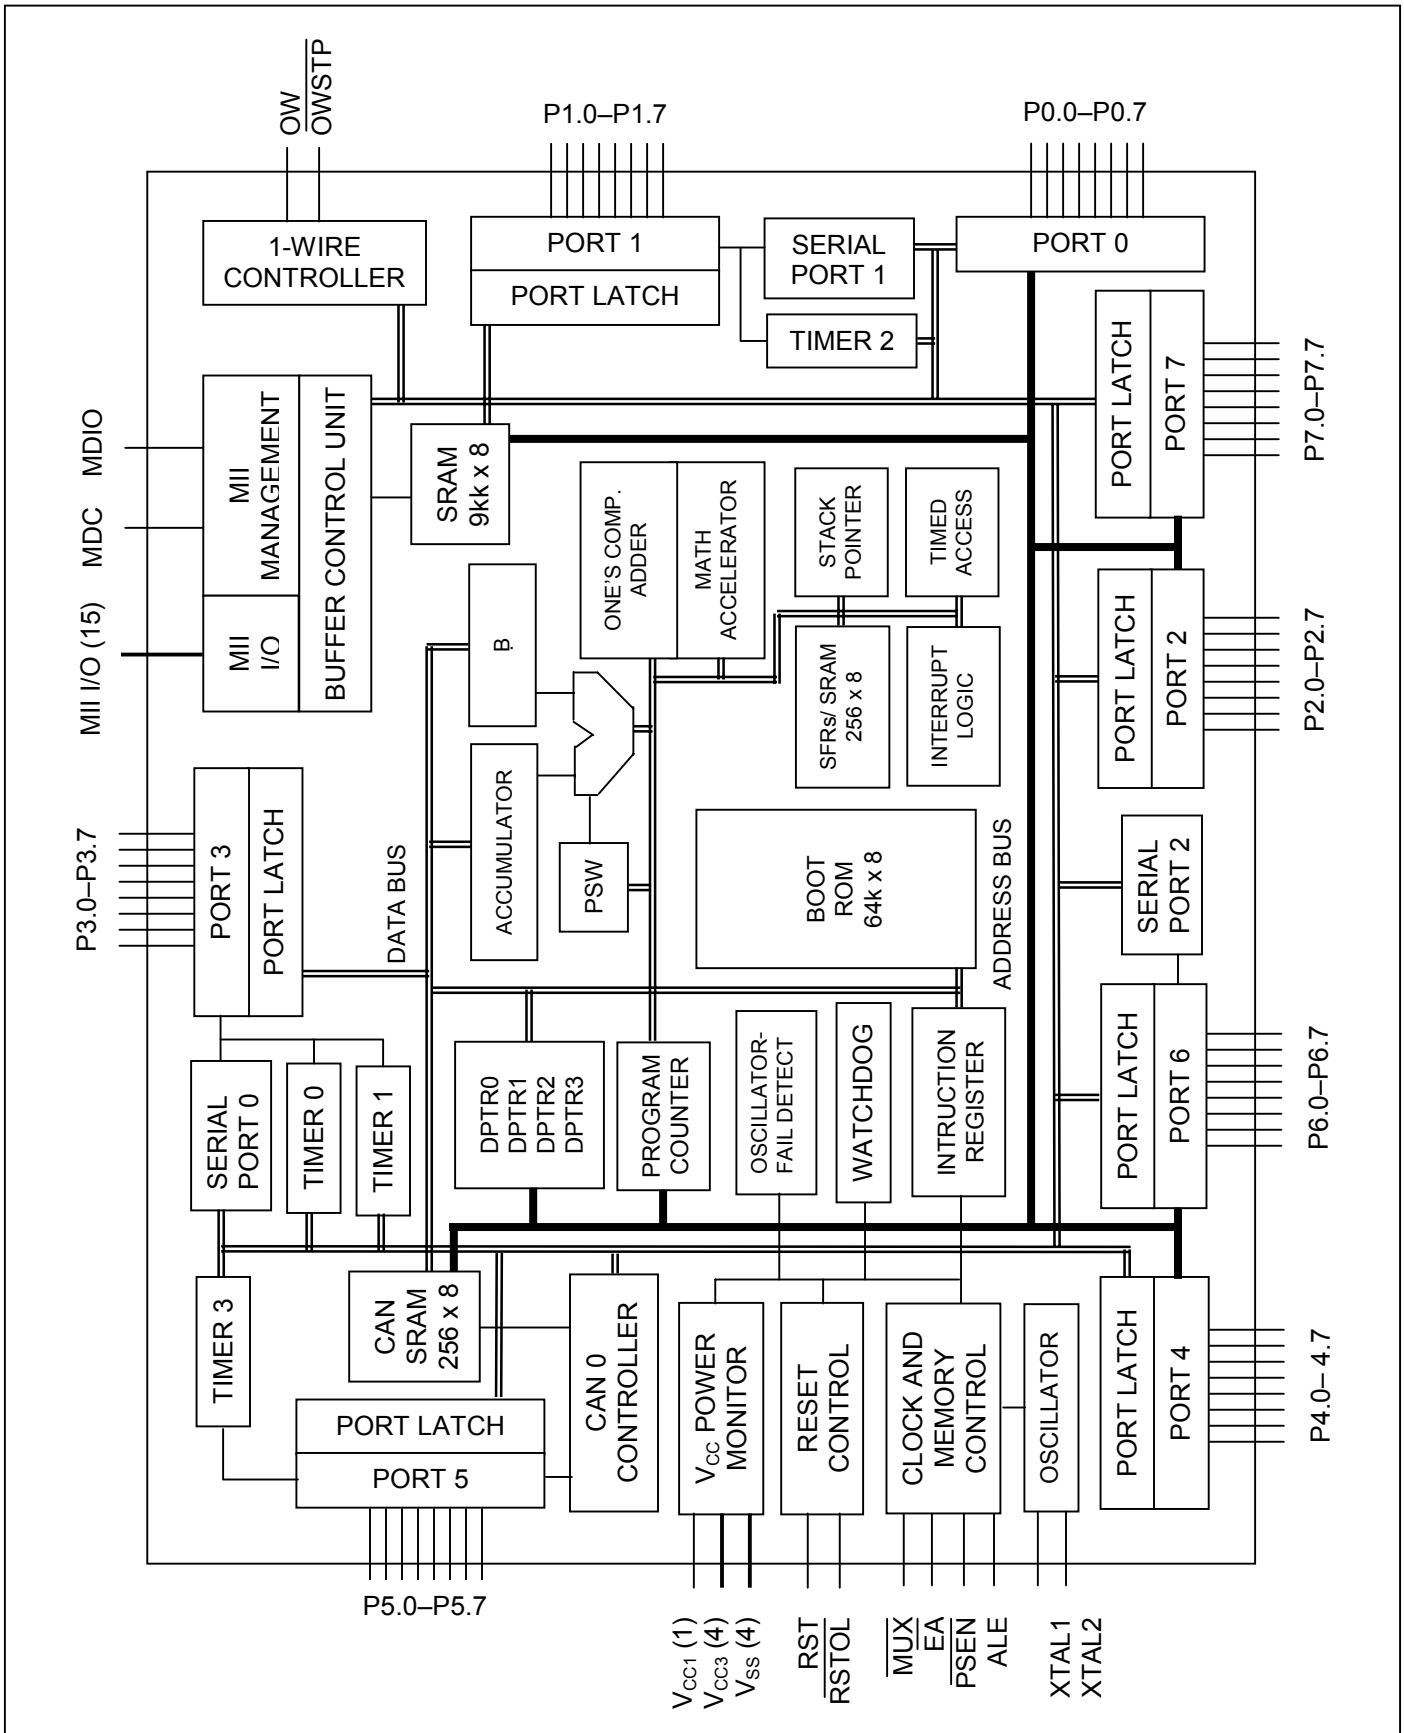 OW
OWSTP
P1.0–P1.7
P0.0–P0.7
1-WIRE
CONTROLLER
PORT 1
PORT LATCH
SERIAL
PORT 1
TIMER 2
PORT 0
MDIO
MDC
MII I/O (15)
MII
MANAGEMENT
MII
I/O
BUFFER CONTROL UNIT
SRAM
9kk x 8
PORT LATCH
PORT 7
P7.0–P7.7
ONE'S COMP.
ADDER
MATH
ACCELERATOR
STACK
POINTER
TIMED
ACCESS
B
SFRs/ SRAM
256 x 8
INTERRUPT
LOGIC
PORT LATCH
PORT 2
P2.0–P2.7
P3.0–P3.7
PORT 3
PORT LATCH
DATA BUS
ACCUMULATOR
PSW
BOOT
ROM
64k x 8
ADDRESS BUS
SERIAL
PORT 2
SERIAL
PORT 0
TIMER 0
TIMER 1
DPTR0
DPTR1
DPTR2
DPTR3
PROGRAM
COUNTER
OSCILLATOR-
FAIL DETECT
WATCHDOG
INTRUCTION
REGISTER
PORT LATCH
PORT 6
P6.0–P6.7
TIMER 3
CAN
SRAM
256 x 8
CAN 0
CONTROLLER
VCC POWER
MONITOR
RESET
CONTROL
CLOCK AND
MEMORY
CONTROL
OSCILLATOR
PORT LATCH
PORT 4
P4.0–4.7
PORT LATCH
PORT 5
P5.0–P5.7
VCC1 (1)
VCC3 (4)
VSS (4)
RST
RSTOL
MUX
EA
PSEN
ALE
XTAL1
XTAL2